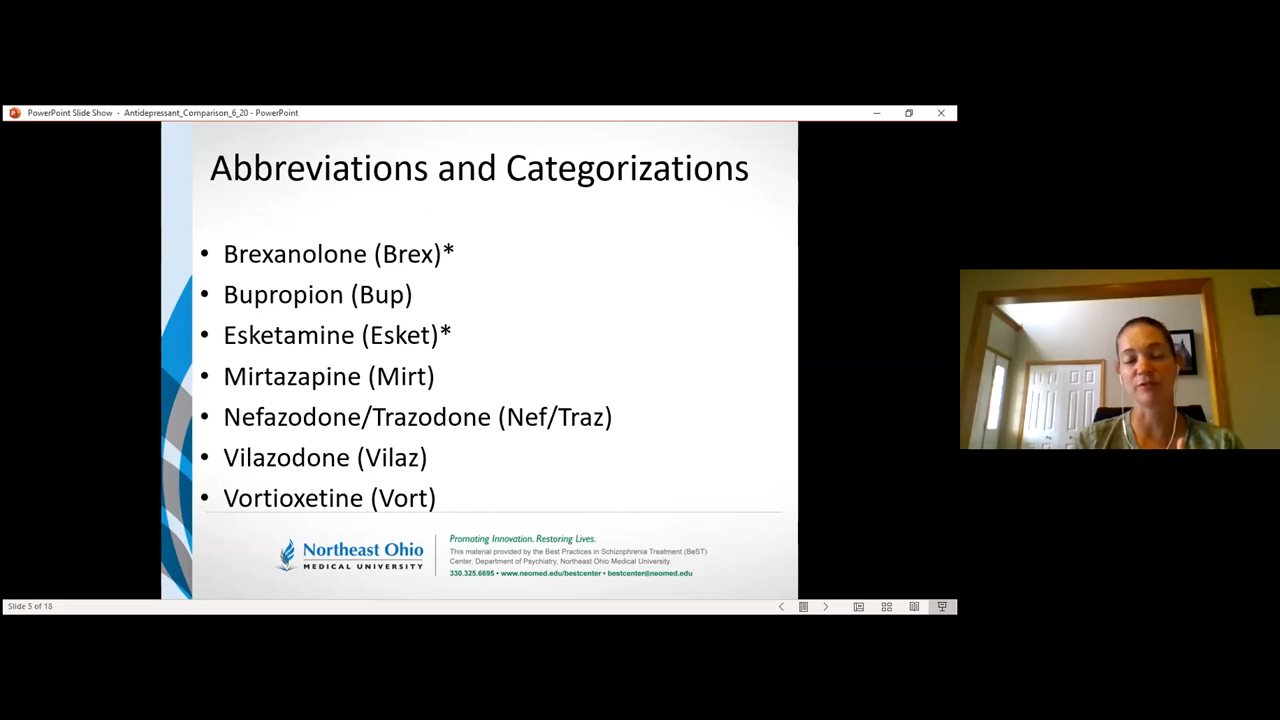 PowerPoint Slide Show - Antidepressant_Comparison_6_20 - PowerPoint
Abbreviations and Categorizations
• Brexanolone (Brex)*
• Bupropion (Bup)
• Esketamine (Esket)*
• Mirtazapine (Mirt)
• Nefazodone/Trazodone (Nef/Traz)
• Vilazodone (Vilaz)
• Vortioxetine (Vort)
Northeast Ohio
MEDICAL UNIVERSITY
Promoting Innovation. Restoring Lives.
This material provided by the Best Practices in Schizophrenia Treatment (BeST)
Center, Department of Psychiatry, Northeast Ohio Medical University
330.325.6695 • www.neomed.edu/bestcenter • bestcenter@neomed.edu
Slide 5 of 18